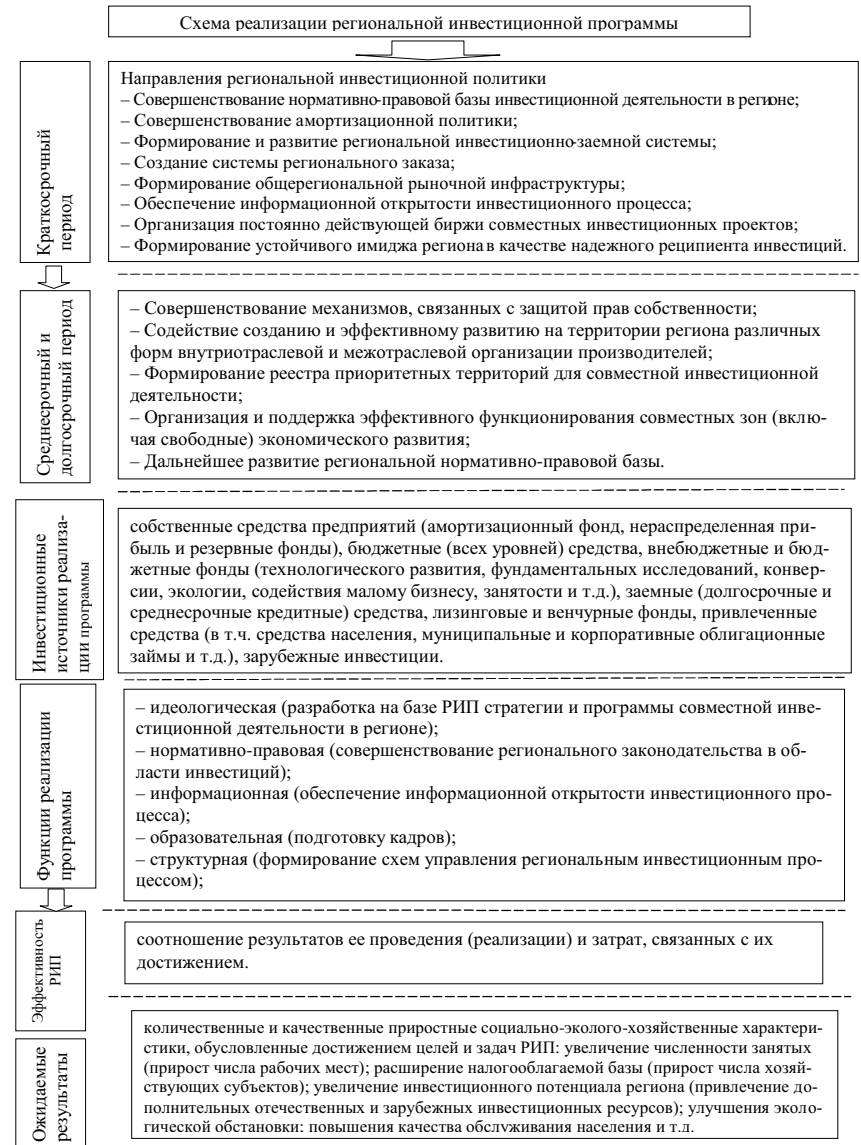 Схема реализации региональной инвестиционной программы
Краткосрочный
период
Направления региональной инвестиционной политики
– Совершенствование нормативно-правовой базы инвестиционной деятельности в регионе;
– Совершенствование амортизационной политики;
– Формирование и развитие региональной инвестиционно-заемной системы;
– Создание системы регионального заказа;
– Формирование общерегиональной рыночной инфраструктуры;
– Обеспечение информационной открытости инвестиционного процесса;
– Организация постоянно действующей биржи совместных инвестиционных проектов;
– Формирование устойчивого имиджа региона в качестве надежного реципиента инвестиций.
Среднесрочный и
долгосрочный период
– Совершенствование механизмов, связанных с защитой прав собственности;
– Содействие созданию и эффективному развитию на территории региона различных
форм внутриотраслевой и межотраслевой организации производителей;
– Формирование реестра приоритетных территорий для совместной инвестиционной
деятельности;
– Организация и поддержка эффективного функционирования совместных зон (вклю-
чая свободные) экономического развития;
– Дальнейшее развитие региональной нормативно-правовой базы.
Инвестиционные
источники реализа-
ции программы
собственные средства предприятий (амортизационный фонд, нераспределенная при-
быль и резервные фонды), бюджетные (всех уровней) средства, внебюджетные и бюд-
жетные фонды (технологического развития, фундаментальных исследований, конвер-
сии, экологии, содействия малому бизнесу, занятости и т.д.), заемные (долгосрочные и
среднесрочные кредитные) средства, лизинговые и венчурные фонды, привлеченные
средства (в т.ч. средства населения, муниципальные и корпоративные облигационные
займы и т.д.), зарубежные инвестиции.
Функции реализации
программы
– идеологическая (разработка на базе РИП стратегии и программы совместной инве-
стиционной деятельности в регионе);
– нормативно-правовая (совершенствование регионального законодательства в об-
ласти инвестиций);
– информационная (обеспечение информационной открытости инвестиционного про-
цесса);
– образовательная (подготовку кадров);
– структурная (формирование схем управления региональным инвестиционным про-
цессом);
Эффективность
РИП
соотношение результатов ее проведения (реализации) и затрат, связанных с их
достижением.
Ожидаемые
результаты
количественные и качественные приростные социально-эколого-хозяйственные характери-
стики, обусловленные достижением целей и задач РИП: увеличение численности занятых
(прирост числа рабочих мест); расширение налогооблагаемой базы (прирост числа хозяй-
ствующих субъектов); увеличение инвестиционного потенциала региона (привлечение до-
полнительных отечественных и зарубежных инвестиционных ресурсов); улучшения эколо-
гической обстановки; повышения качества обслуживания населения и т.д.